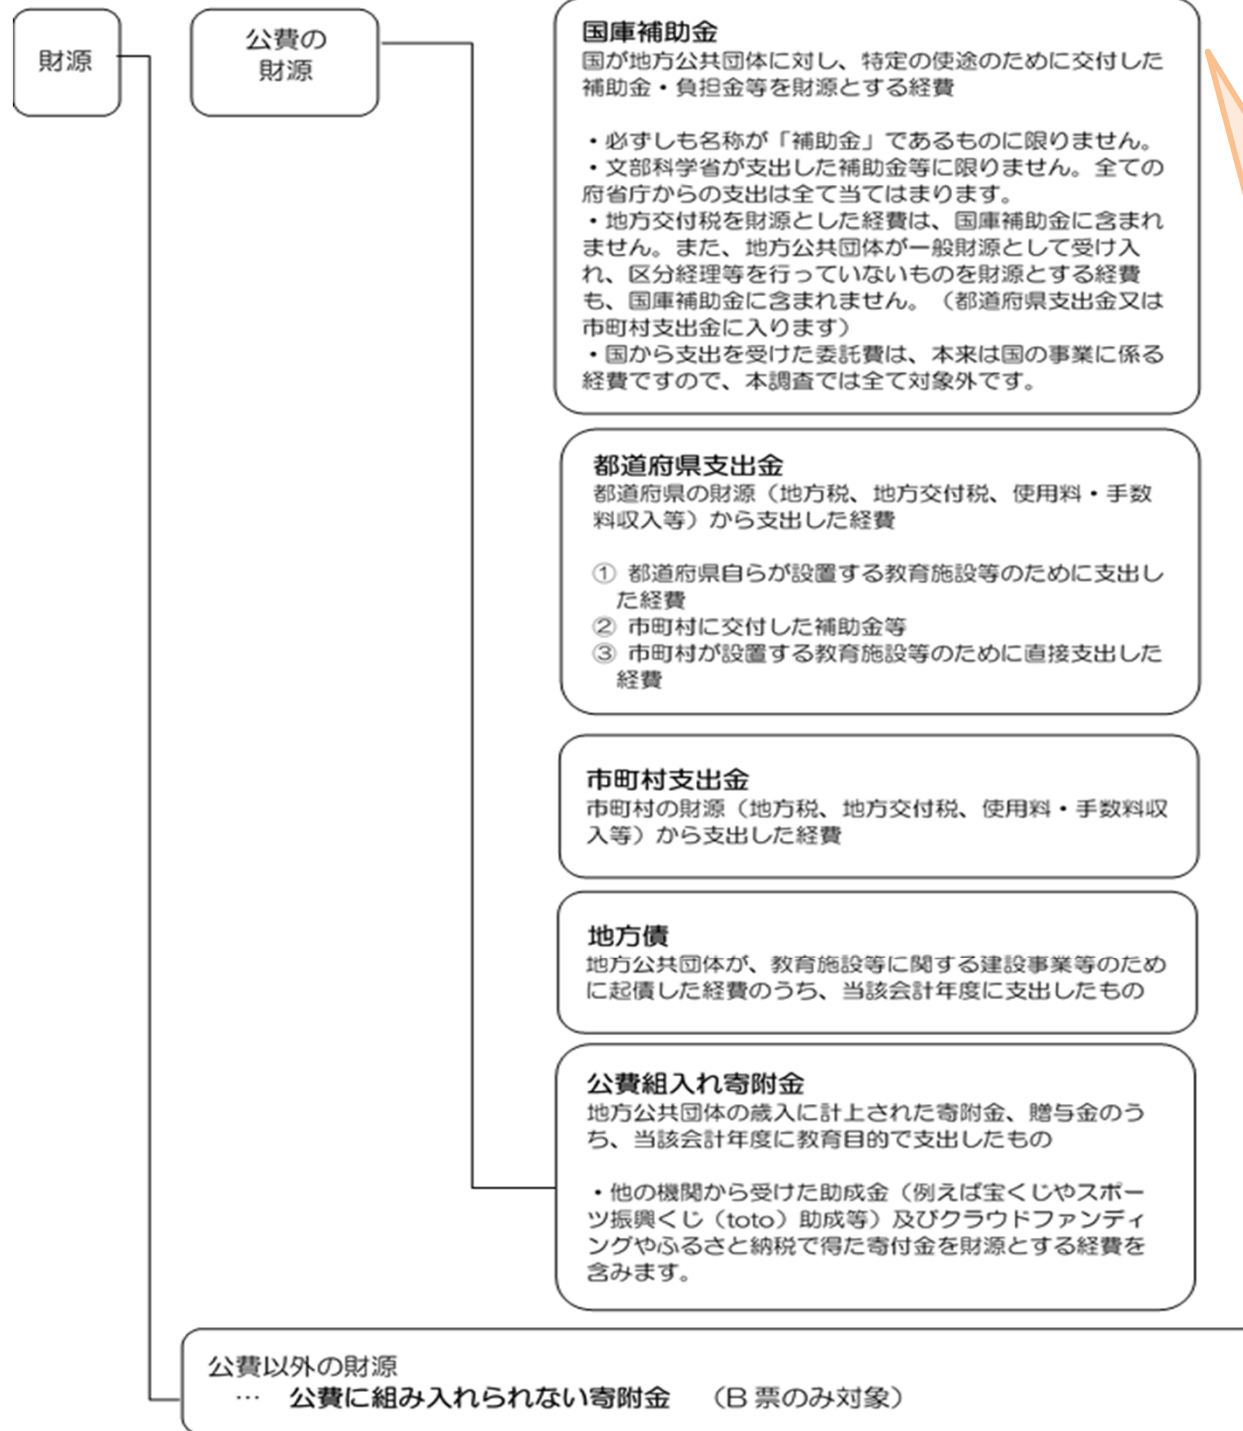 財源
公費の
財源
国庫補助金
国が地方公共団体に対し、特定の使途のために交付した
補助金・負担金等を財源とする経費
・必ずしも名称が「補助金」であるものに限りません。
・文部科学省が支出した補助金等に限りません。全ての
府省庁からの支出は全て当てはまります。
・地方交付税を財源とした経費は、国庫補助金に含まれ
ません。また、地方公共団体が一般財源として受け入
れ、区分経理等を行っていないものを財源とする経費
も、国庫補助金に含まれません。（都道府県支出金又は
市町村支出金に入ります）
・国から支出を受けた委託費は、本来は国の事業に係る
経費ですので、本調査では全て対象外です。
都道府県支出金
都道府県の財源（地方税、地方交付税、使用料・手数
料収入等）から支出した経費
① 都道府県自らが設置する教育施設等のために支出し
た経費
② 市町村に交付した補助金等
③ 市町村が設置する教育施設等のために直接支出した
経費
市町村支出金
市町村の財源（地方税、地方交付税、使用料・手数料収
入等）から支出した経費
地方債
地方公共団体が、教育施設等に関する建設事業等のため
に起債した経費のうち、当該会計年度に支出したもの
公費組入れ寄附金
地方公共団体の歳入に計上された寄附金、贈与金のう
ち、当該会計年度に教育目的で支出したもの
・他の機関から受けた助成金（例えば宝くじやスポー
ツ振興くじ（toto）助成等）及びクラウドファンディ
ングやふるさと納税で得た寄付金を財源とする経費を
含みます。
公費以外の財源
… 公費に組み入れられない寄附金 （B 票のみ対象）